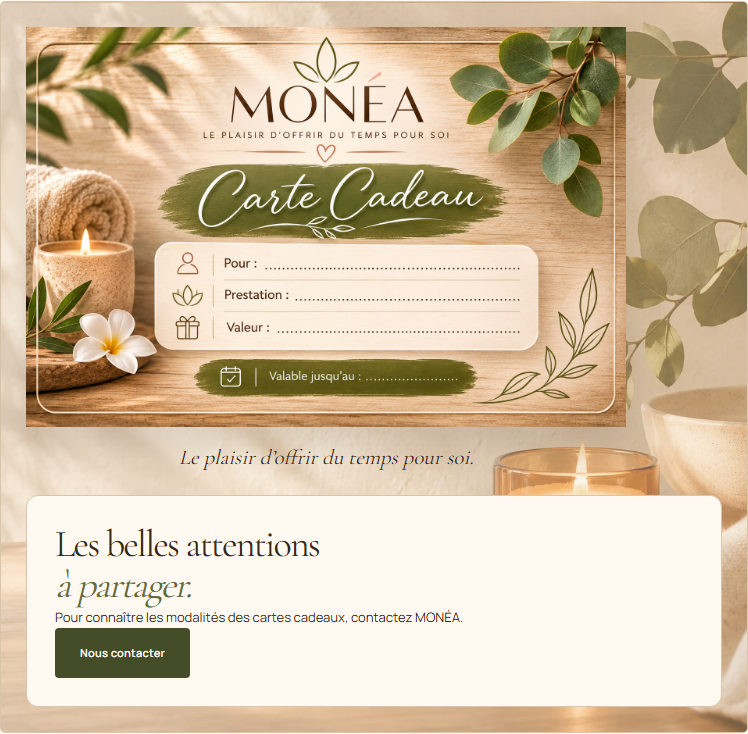 MONÉA
LE PLAISIR D'OFFRIR DU TEMPS POUR SOI
Carte Cadeau
Pour : ................................................................
Prestation : ........................................................
Valeur : .............................................................
Valable jusqu'au : .......................
Le plaisir d'offrir du temps pour soi.
Les belles attentions
à partager.
Pour connaître les modalités des cartes cadeaux, contactez MONÉA.
Nous contacter